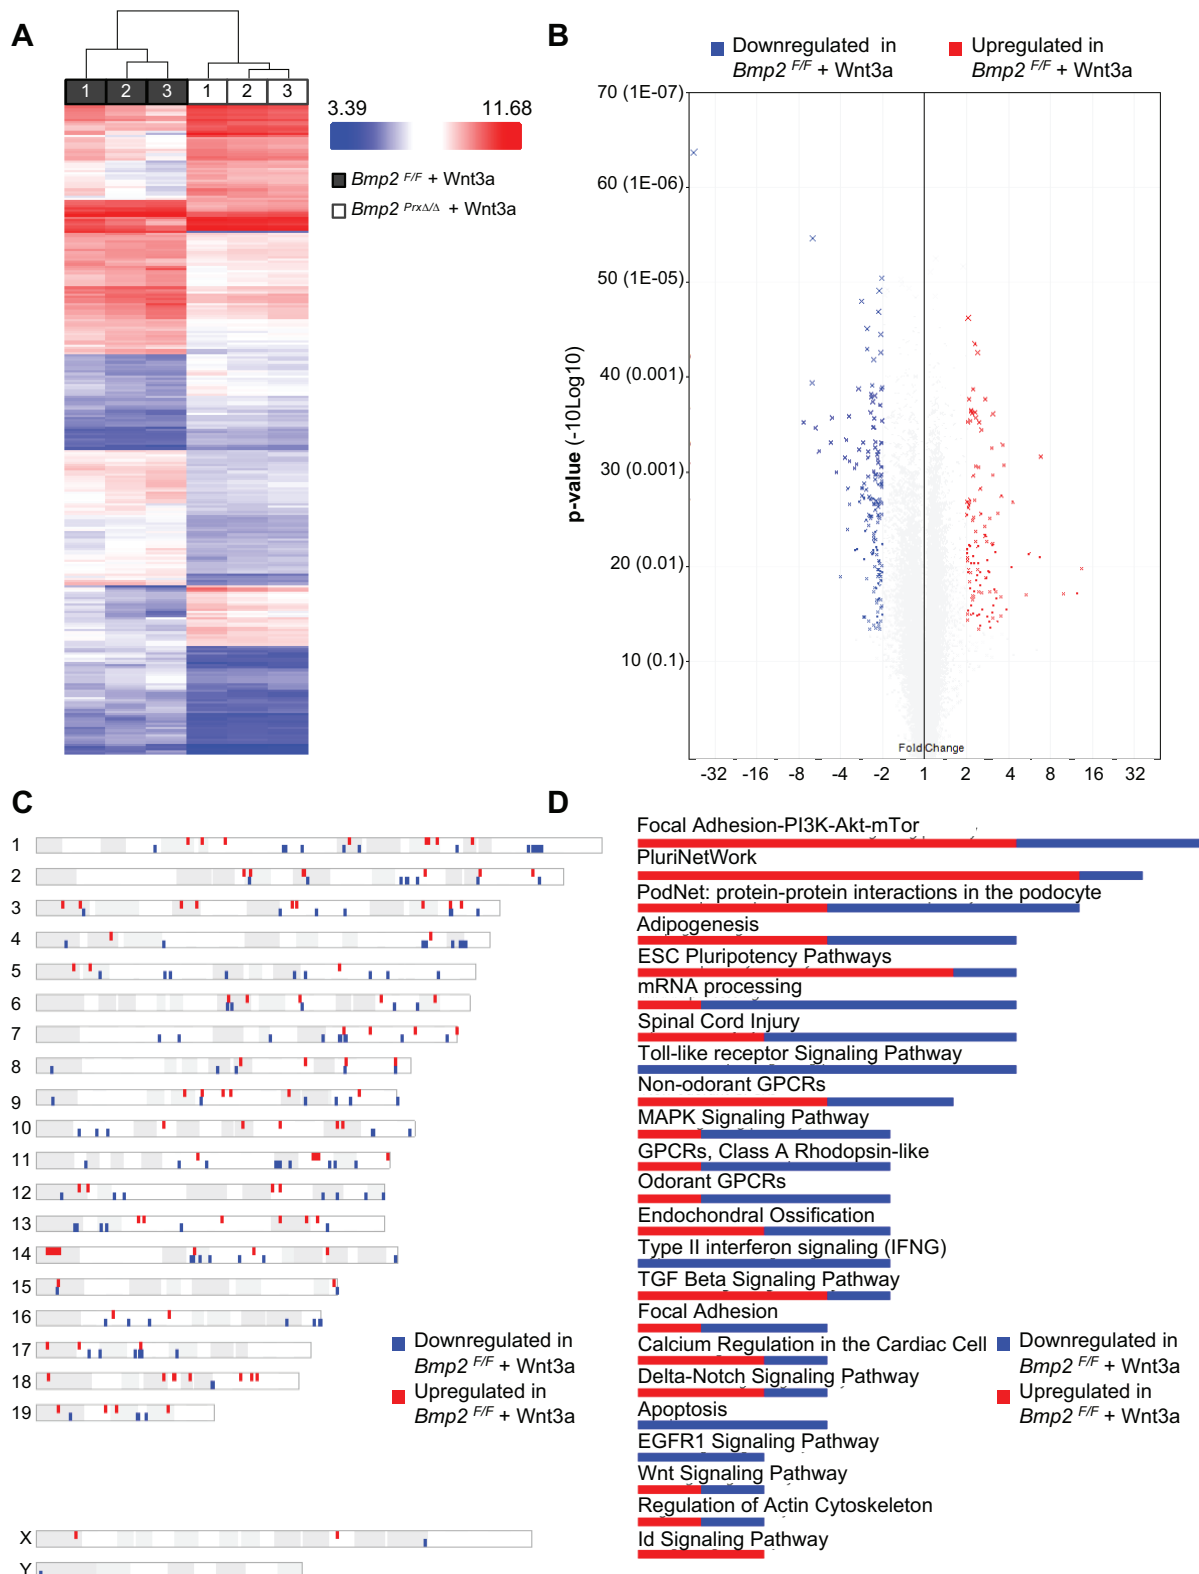 A
1 2 3 1 2 3
3.39 11.68
Bmp2 F/F + Wnt3a
Bmp2 PrxΔ/Δ + Wnt3a
B
Downregulated in
Bmp2 F/F + Wnt3a
Upregulated in
Bmp2 F/F + Wnt3a
70 (1E-07)
60 (1E-06)
50 (1E-05)
40 (0.001)
30 (0.001)
20 (0.01)
10 (0.1)
p-value (-10Log10)
Fold Change
-32 -16 -8 -4 -2 1 2 4 8 16 32
C
1
2
3
4
5
6
7
8
9
10
11
12
13
14
15
16
17
18
19
X
Y
Downregulated in
Bmp2 F/F + Wnt3a
Upregulated in
Bmp2 F/F + Wnt3a
D
Focal Adhesion-PI3K-Akt-mTor
PluriNetWork
PodNet: protein-protein interactions in the podocyte
Adipogenesis
ESC Pluripotency Pathways
mRNA processing
Spinal Cord Injury
Toll-like receptor Signaling Pathway
Non-odorant GPCRs
MAPK Signaling Pathway
GPCRs, Class A Rhodopsin-like
Odorant GPCRs
Endochondral Ossification
Type II interferon signaling (IFNG)
TGF Beta Signaling Pathway
Focal Adhesion
Calcium Regulation in the Cardiac Cell
Delta-Notch Signaling Pathway
Apoptosis
EGFR1 Signaling Pathway
Wnt Signaling Pathway
Regulation of Actin Cytoskeleton
Id Signaling Pathway
Downregulated in
Bmp2 F/F + Wnt3a
Upregulated in
Bmp2 F/F + Wnt3a